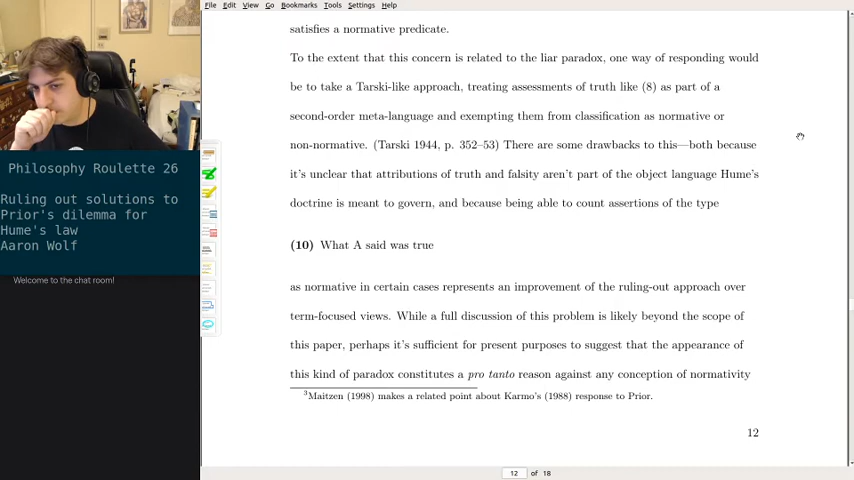 File Edit View Go Bookmarks Tools Settings Help
satisfies a normative predicate.
To the extent that this concern is related to the liar paradox, one way of responding would
be to take a Tarski-like approach, treating assessments of truth like (8) as part of a
second-order meta-language and exempting them from classification as normative or
non-normative. (Tarski 1944, p. 352–53) There are some drawbacks to this—both because
it's unclear that attributions of truth and falsity aren't part of the object language Hume's
doctrine is meant to govern, and because being able to count assertions of the type
(10) What A said was true
as normative in certain cases represents an improvement of the ruling-out approach over
term-focused views. While a full discussion of this problem is likely beyond the scope of
this paper, perhaps it's sufficient for present purposes to suggest that the appearance of
this kind of paradox constitutes a pro tanto reason against any conception of normativity
3Maitzen (1998) makes a related point about Karmo's (1988) response to Prior.
12
12 of 18
Philosophy Roulette 26
Ruling out solutions to
Prior's dilemma for
Hume's law
Aaron Wolf
Welcome to the chat room!